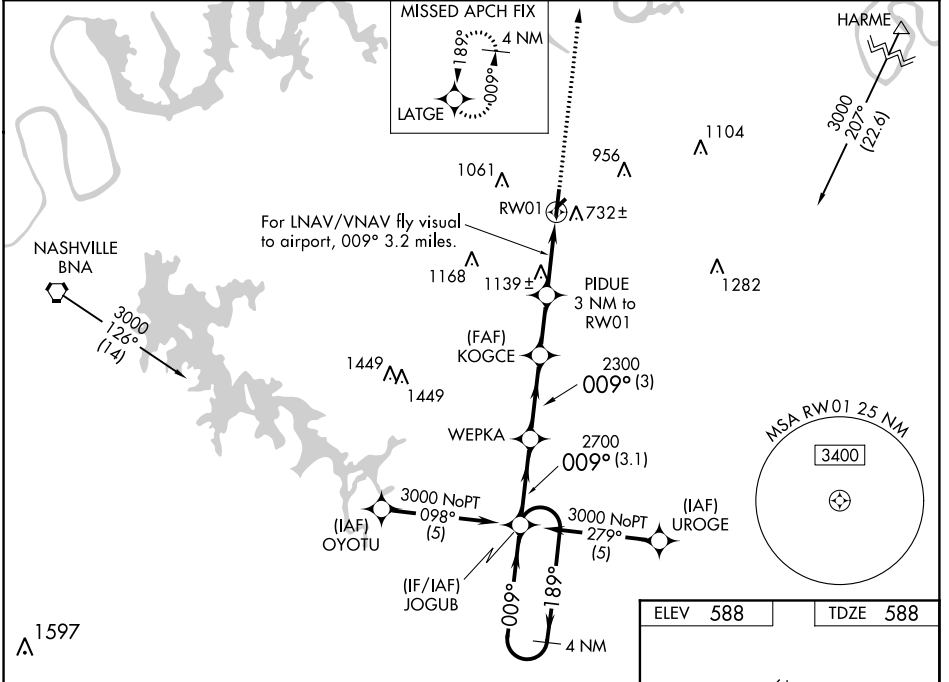 MISSED APCH FIX
4 NM
189°
009°
LATGE
HARME
3000
207°
(22.6)
1104
956
1061
RW01
732±
For LNAV/VNAV fly visual
to airport, 009° 3.2 miles.
NASHVILLE
BNA
3000
126°
(14)
1168
1139±
1282
PIDUE
3 NM to
RW01
(FAF)
KOGCE
1449
1449
2300
009° (3)
WEPKA
2700
009° (3.1)
MSA RW01 25 NM
3400
3000 NoPT
098°
(5)
(IAF)
OYOTU
3000 NoPT
279°
(5)
(IAF)
UROGE
(IF/IAF)
JOGUB
009°
189°
4 NM
1597
ELEV 588
TDZE 588